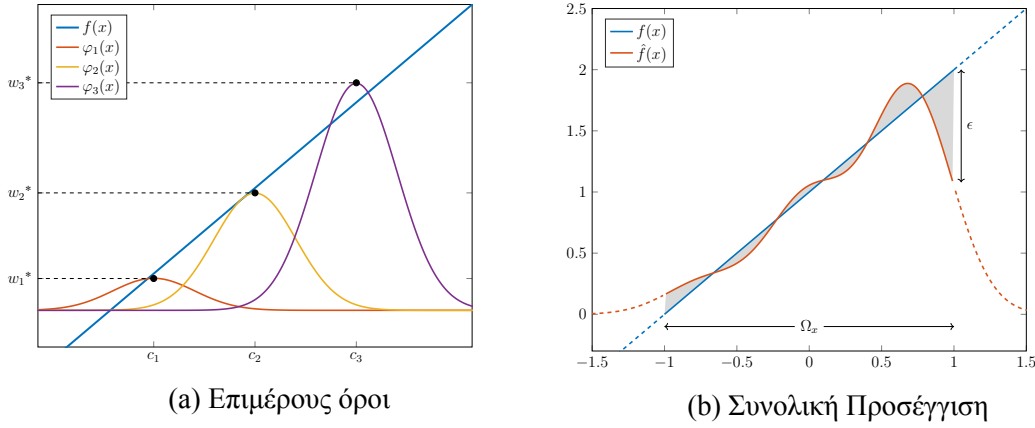 f(x)
φ₁(x)
φ₂(x)
φ₃(x)
w₃*
w₂*
w₁*
c₁ c₂ c₃
(a) Επιμέρους όροι
2.5
2
1.5
1
0.5
0
f(x)
f̂(x)
ϵ
Ωₓ
−1.5 −1 −0.5 0 0.5 1 1.5
(b) Συνολική Προσέγγιση